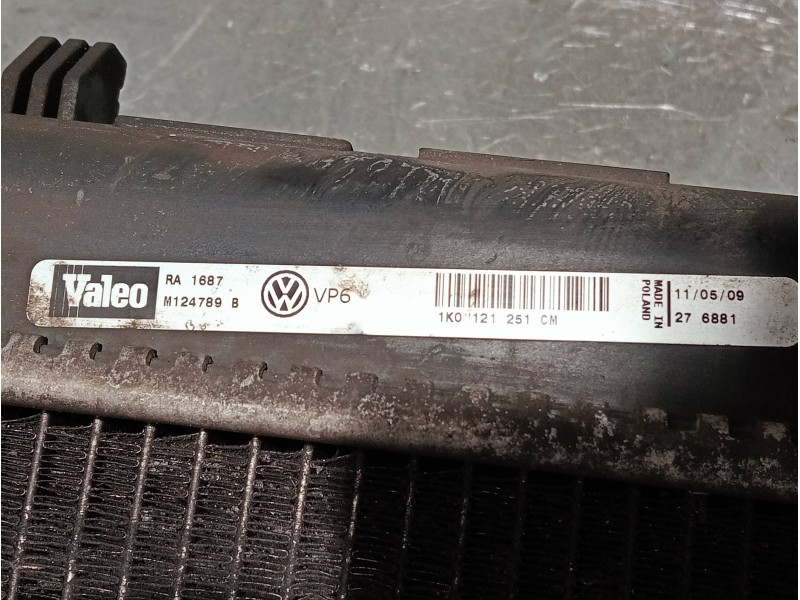 Valeo
RA 1687
M124789 B
VP6
1K0 121 251 CM
MADE IN
POLAND
11/05/09
27 6881